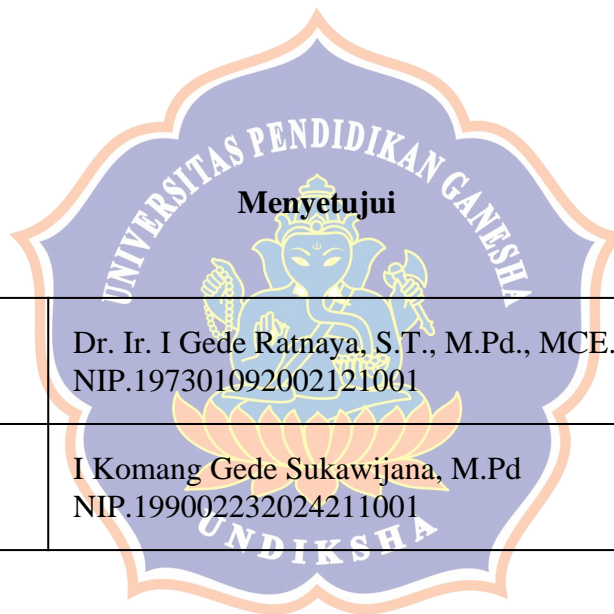 UNIVERSITAS PENDIDIKAN GANESHA
Menyetujui
Dr. Ir. I Gede Ratnaya, S.T., M.Pd., MCE.
NIP.197301092002121001
I Komang Gede Sukawijana, M.Pd
NIP.199002232024211001
UNDIKSHA